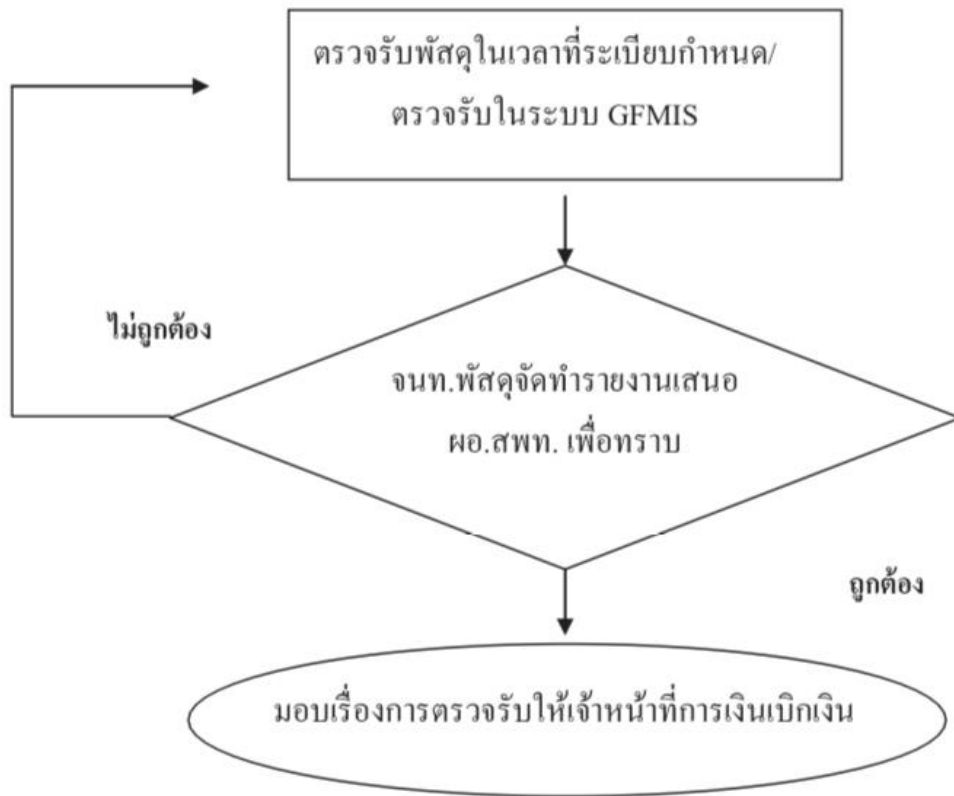 ตรวจรับพัสดุในเวลาที่ระเบียบกำหนด/
ตรวจรับในระบบ GFMIS
ไม่ถูกต้อง
จนท.พัสดุจัดทำรายงานเสนอ
ผอ.สพท. เพื่อทราบ
ถูกต้อง
มอบเรื่องการตรวจรับให้เจ้าหน้าที่การเงินเบิกเงิน